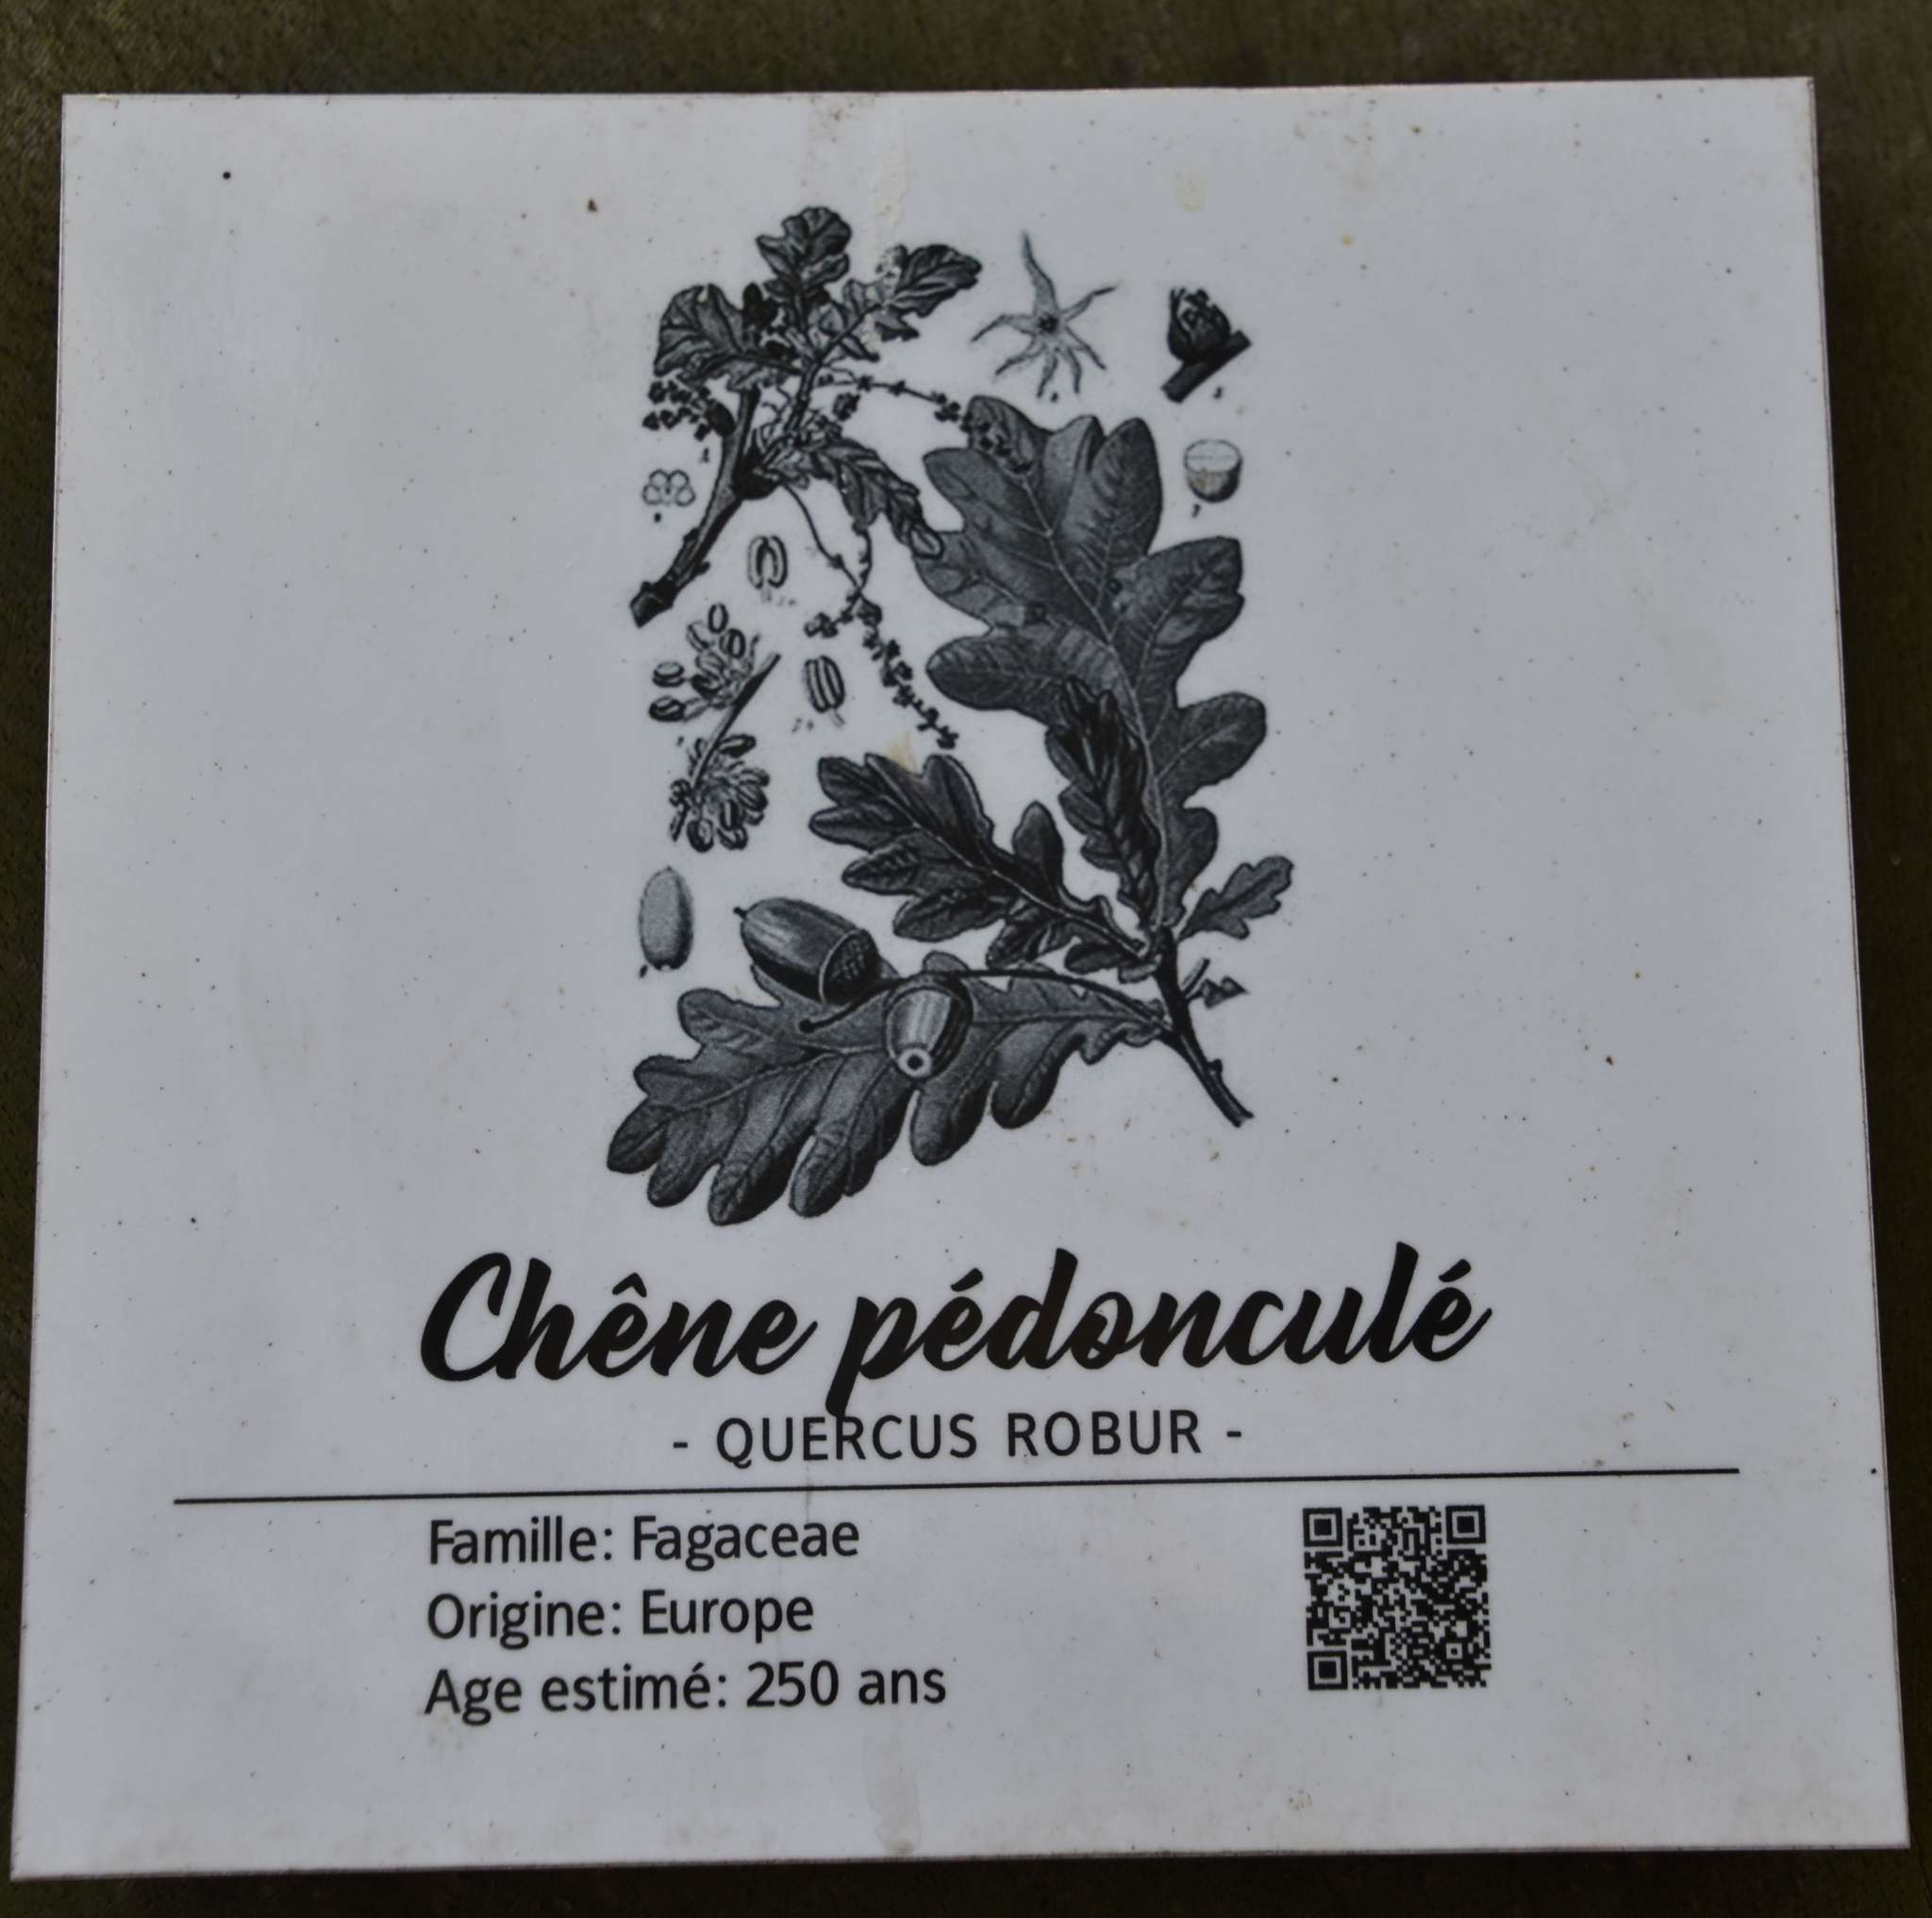 Chêne pédonculé
- QUERCUS ROBUR -
Famille: Fagaceae
Origine: Europe
Age estimé: 250 ans